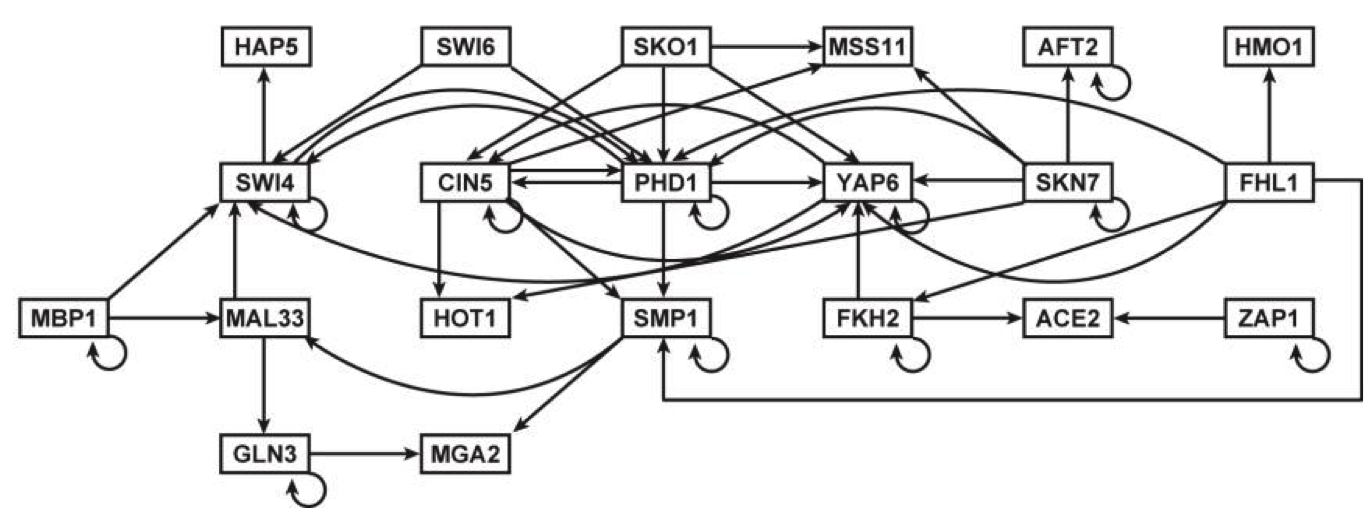 HAP5 SWI6 SKO1 MSS11 AFT2 HMO1
SWI4 CIN5 PHD1 YAP6 SKN7 FHL1
MBP1 MAL33 HOT1 SMP1 FKH2 ACE2 ZAP1
GLN3 MGA2